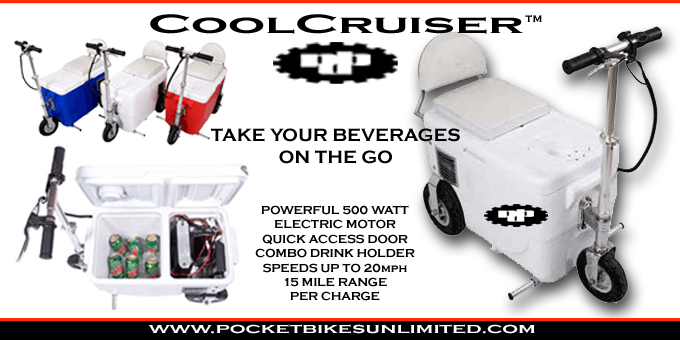 COOLCRUISER™
TAKE YOUR BEVERAGES
ON THE GO
POWERFUL 500 WATT
ELECTRIC MOTOR
QUICK ACCESS DOOR
COMBO DRINK HOLDER
SPEEDS UP TO 20MPH
15 MILE RANGE
PER CHARGE
WWW.POCKETBIKESUNLIMITED.COM